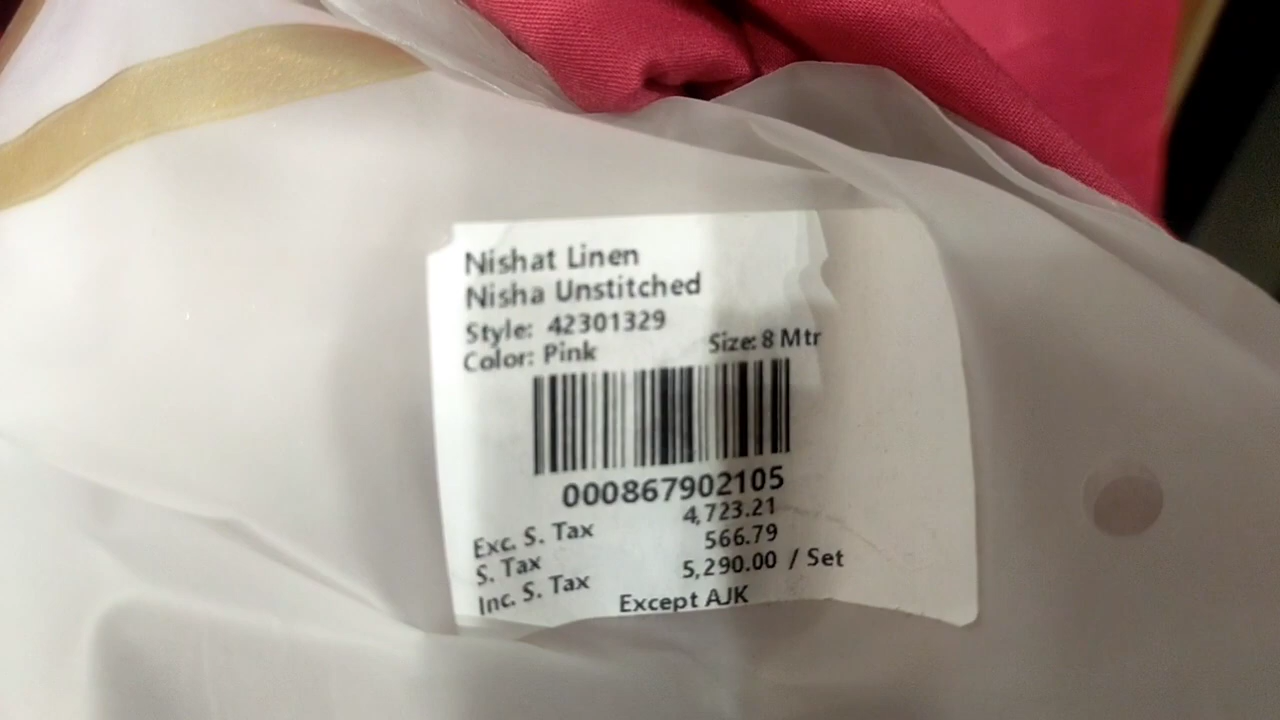 Nishat Linen
Nisha Unstitched
Style: 42301329
Color: Pink Size: 8 Mtr
000867902105
Exc. S. Tax 4,723.21
S. Tax 566.79
Inc. S. Tax 5,290.00 / Set
Except AJK